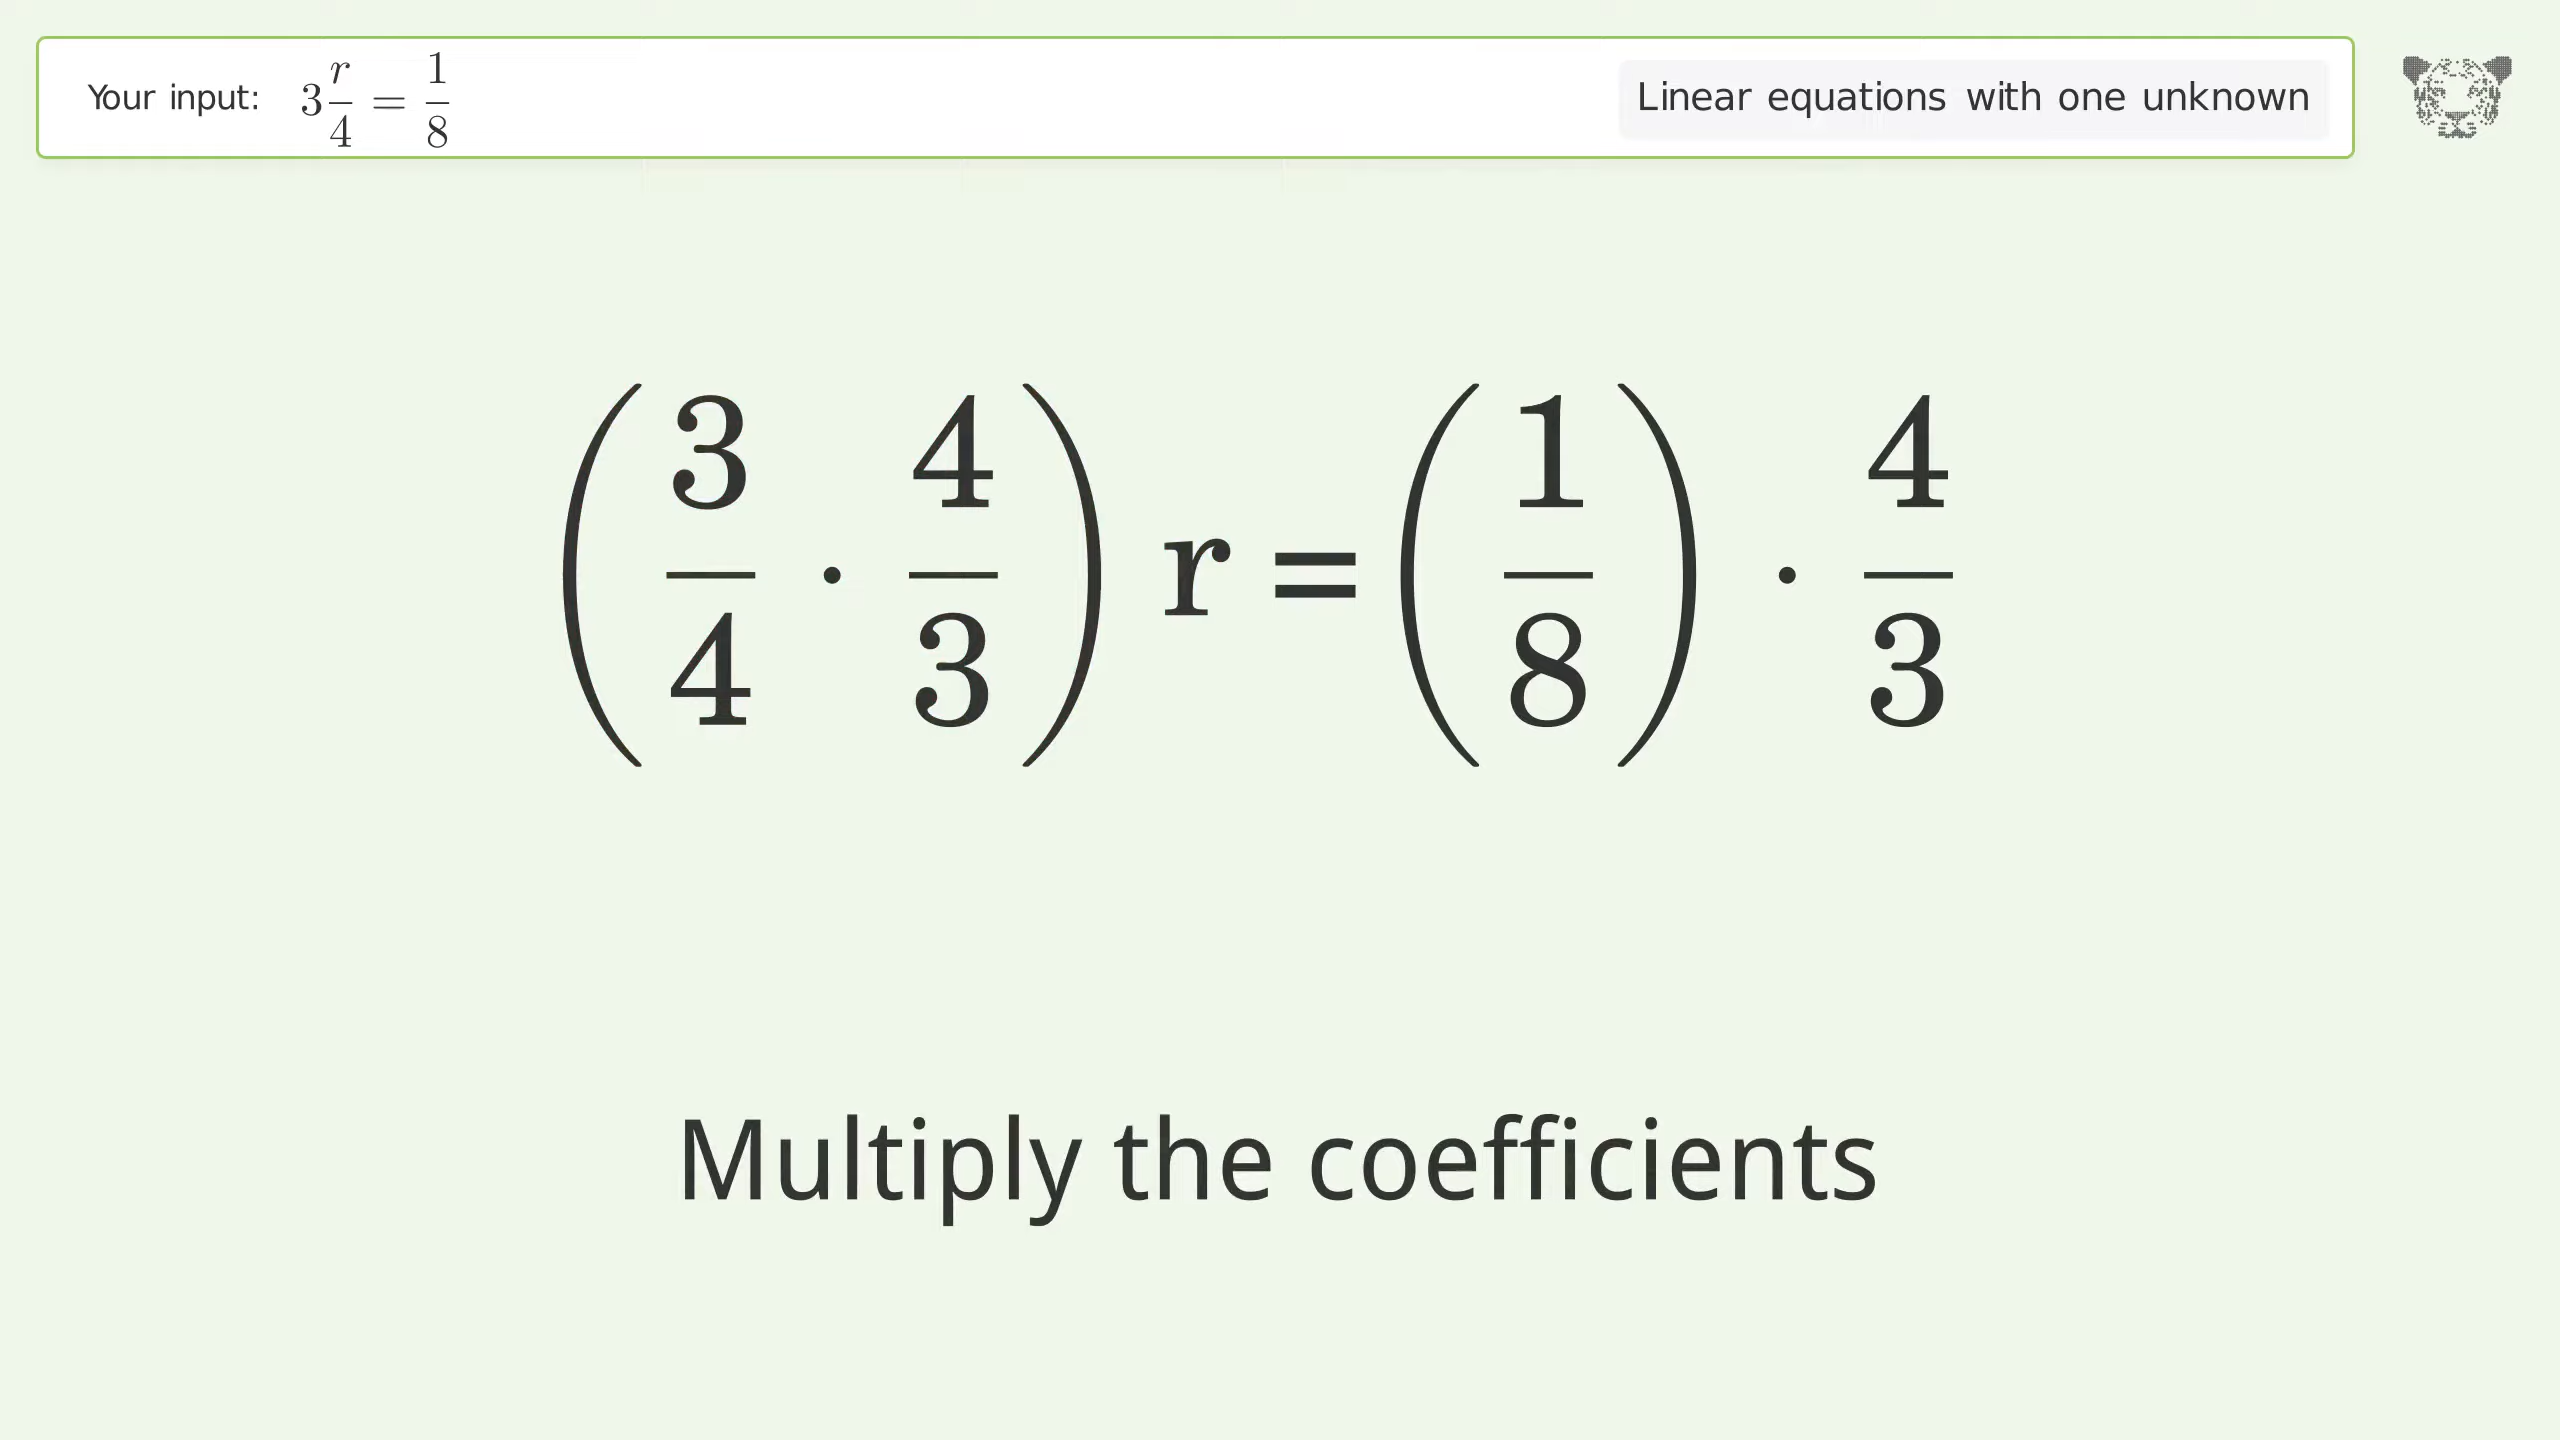 Your input: 3 r/4 = 1/8
Linear equations with one unknown
(3/4 · 4/3) r = (1/8) · 4/3
Multiply the coefficients